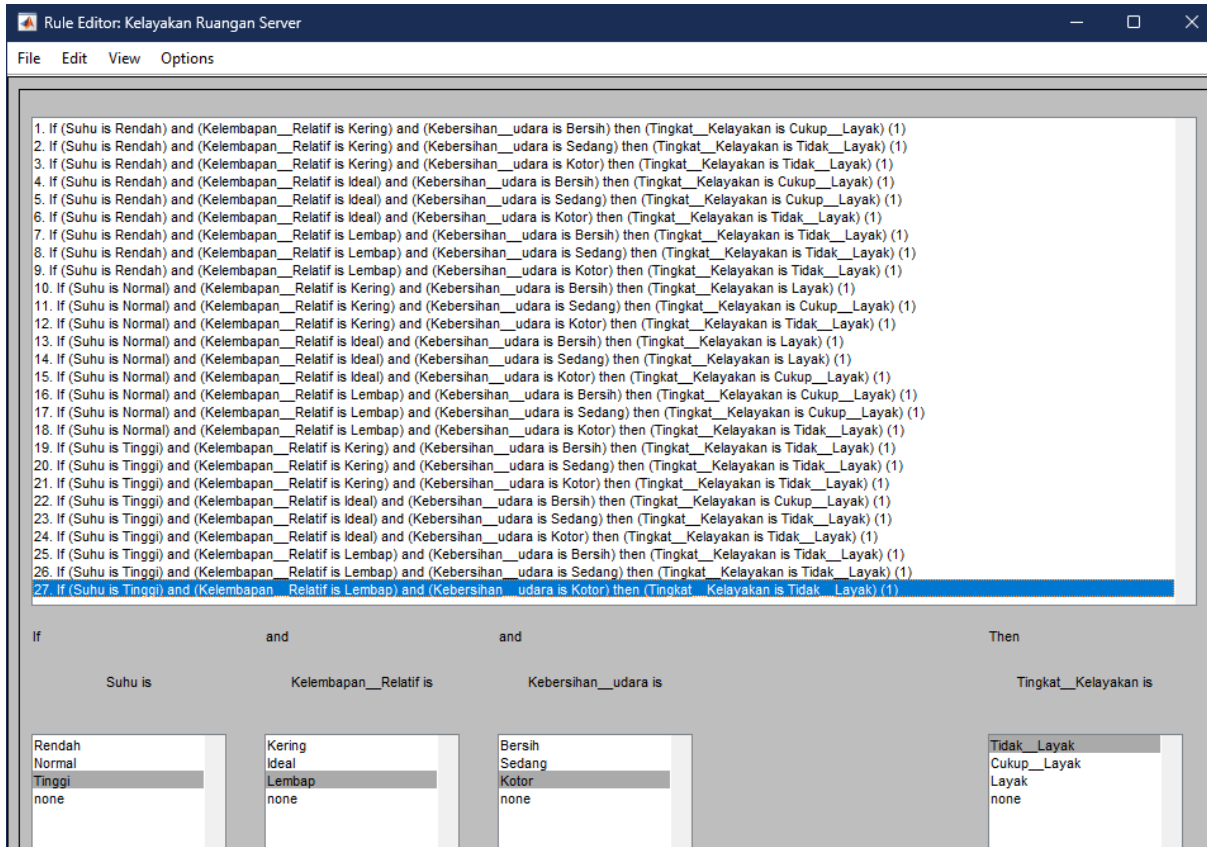 Rule Editor: Kelayakan Ruangan Server
File Edit View Options
1. If (Suhu is Rendah) and (Kelembapan__Relatif is Kering) and (Kebersihan__udara is Bersih) then (Tingkat__Kelayakan is Cukup__Layak) (1)
2. If (Suhu is Rendah) and (Kelembapan__Relatif is Kering) and (Kebersihan__udara is Sedang) then (Tingkat__Kelayakan is Tidak__Layak) (1)
3. If (Suhu is Rendah) and (Kelembapan__Relatif is Kering) and (Kebersihan__udara is Kotor) then (Tingkat__Kelayakan is Tidak__Layak) (1)
4. If (Suhu is Rendah) and (Kelembapan__Relatif is Ideal) and (Kebersihan__udara is Bersih) then (Tingkat__Kelayakan is Cukup__Layak) (1)
5. If (Suhu is Rendah) and (Kelembapan__Relatif is Ideal) and (Kebersihan__udara is Sedang) then (Tingkat__Kelayakan is Cukup__Layak) (1)
6. If (Suhu is Rendah) and (Kelembapan__Relatif is Ideal) and (Kebersihan__udara is Kotor) then (Tingkat__Kelayakan is Tidak__Layak) (1)
7. If (Suhu is Rendah) and (Kelembapan__Relatif is Lembap) and (Kebersihan__udara is Bersih) then (Tingkat__Kelayakan is Tidak__Layak) (1)
8. If (Suhu is Rendah) and (Kelembapan__Relatif is Lembap) and (Kebersihan__udara is Sedang) then (Tingkat__Kelayakan is Tidak__Layak) (1)
9. If (Suhu is Rendah) and (Kelembapan__Relatif is Lembap) and (Kebersihan__udara is Kotor) then (Tingkat__Kelayakan is Tidak__Layak) (1)
10. If (Suhu is Normal) and (Kelembapan__Relatif is Kering) and (Kebersihan__udara is Bersih) then (Tingkat__Kelayakan is Layak) (1)
11. If (Suhu is Normal) and (Kelembapan__Relatif is Kering) and (Kebersihan__udara is Sedang) then (Tingkat__Kelayakan is Cukup__Layak) (1)
12. If (Suhu is Normal) and (Kelembapan__Relatif is Kering) and (Kebersihan__udara is Kotor) then (Tingkat__Kelayakan is Tidak__Layak) (1)
13. If (Suhu is Normal) and (Kelembapan__Relatif is Ideal) and (Kebersihan__udara is Bersih) then (Tingkat__Kelayakan is Layak) (1)
14. If (Suhu is Normal) and (Kelembapan__Relatif is Ideal) and (Kebersihan__udara is Sedang) then (Tingkat__Kelayakan is Layak) (1)
15. If (Suhu is Normal) and (Kelembapan__Relatif is Ideal) and (Kebersihan__udara is Kotor) then (Tingkat__Kelayakan is Cukup__Layak) (1)
16. If (Suhu is Normal) and (Kelembapan__Relatif is Lembap) and (Kebersihan__udara is Bersih) then (Tingkat__Kelayakan is Cukup__Layak) (1)
17. If (Suhu is Normal) and (Kelembapan__Relatif is Lembap) and (Kebersihan__udara is Sedang) then (Tingkat__Kelayakan is Cukup__Layak) (1)
18. If (Suhu is Normal) and (Kelembapan__Relatif is Lembap) and (Kebersihan__udara is Kotor) then (Tingkat__Kelayakan is Tidak__Layak) (1)
19. If (Suhu is Tinggi) and (Kelembapan__Relatif is Kering) and (Kebersihan__udara is Bersih) then (Tingkat__Kelayakan is Tidak__Layak) (1)
20. If (Suhu is Tinggi) and (Kelembapan__Relatif is Kering) and (Kebersihan__udara is Sedang) then (Tingkat__Kelayakan is Tidak__Layak) (1)
21. If (Suhu is Tinggi) and (Kelembapan__Relatif is Kering) and (Kebersihan__udara is Kotor) then (Tingkat__Kelayakan is Tidak__Layak) (1)
22. If (Suhu is Tinggi) and (Kelembapan__Relatif is Ideal) and (Kebersihan__udara is Bersih) then (Tingkat__Kelayakan is Cukup__Layak) (1)
23. If (Suhu is Tinggi) and (Kelembapan__Relatif is Ideal) and (Kebersihan__udara is Sedang) then (Tingkat__Kelayakan is Tidak__Layak) (1)
24. If (Suhu is Tinggi) and (Kelembapan__Relatif is Ideal) and (Kebersihan__udara is Kotor) then (Tingkat__Kelayakan is Tidak__Layak) (1)
25. If (Suhu is Tinggi) and (Kelembapan__Relatif is Lembap) and (Kebersihan__udara is Bersih) then (Tingkat__Kelayakan is Tidak__Layak) (1)
26. If (Suhu is Tinggi) and (Kelembapan__Relatif is Lembap) and (Kebersihan__udara is Sedang) then (Tingkat__Kelayakan is Tidak__Layak) (1)
27. If (Suhu is Tinggi) and (Kelembapan__Relatif is Lembap) and (Kebersihan__udara is Kotor) then (Tingkat__Kelayakan is Tidak__Layak) (1)
If and and Then
Suhu is Kelembapan__Relatif is Kebersihan__udara is Tingkat__Kelayakan is
Rendah Kering Bersih Tidak__Layak
Normal Ideal Sedang Cukup__Layak
Tinggi Lembap Kotor Layak
none none none none